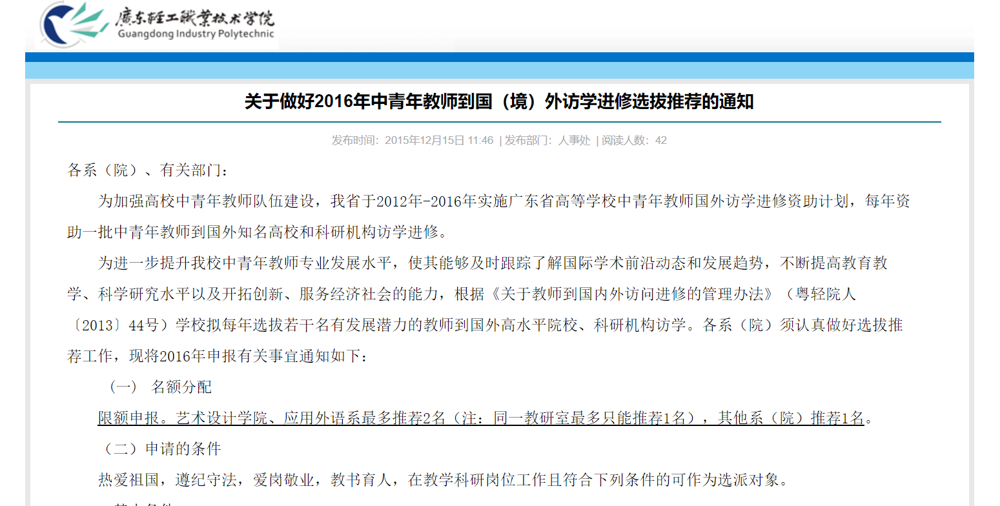 廣东轻工职业技术学院
Guangdong Industry Polytechnic
关于做好2016年中青年教师到国（境）外访学进修选拔推荐的通知
发布时间：2015年12月15日 11:46 | 发布部门：人事处 | 阅读人数：42
各系（院）、有关部门：
为加强高校中青年教师队伍建设，我省于2012年-2016年实施广东省高等学校中青年教师国外访学进修资助计划，每年资
助一批中青年教师到国外知名高校和科研机构访学进修。
为进一步提升我校中青年教师专业发展水平，使其能够及时跟踪了解国际学术前沿动态和发展趋势，不断提高教育教
学、科学研究水平以及开拓创新、服务经济社会的能力，根据《关于教师到国内外访问进修的管理办法》（粤轻院人
〔2013〕44号）学校拟每年选拔若干名有发展潜力的教师到国外高水平院校、科研机构访学。各系（院）须认真做好选拔推
荐工作，现将2016年申报有关事宜通知如下：
（一） 名额分配
限额申报。艺术设计学院、应用外语系最多推荐2名（注：同一教研室最多只能推荐1名），其他系（院）推荐1名。
（二）申请的条件
热爱祖国，遵纪守法，爱岗敬业，教书育人，在教学科研岗位工作且符合下列条件的可作为选派对象。